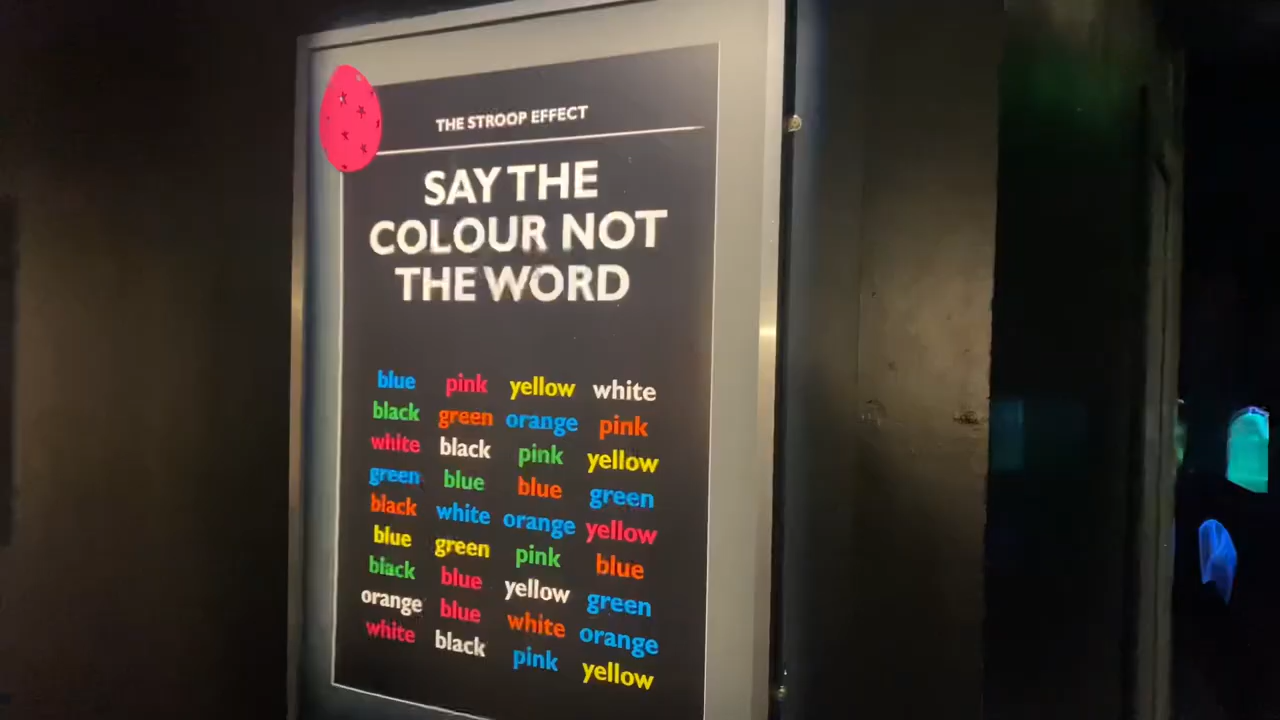 THE STROOP EFFECT
SAY THE
COLOUR NOT
THE WORD
blue pink yellow white
black green orange pink
white black pink yellow
green blue blue green
black white orange yellow
blue green pink blue
black blue yellow green
orange blue white orange
white black pink yellow